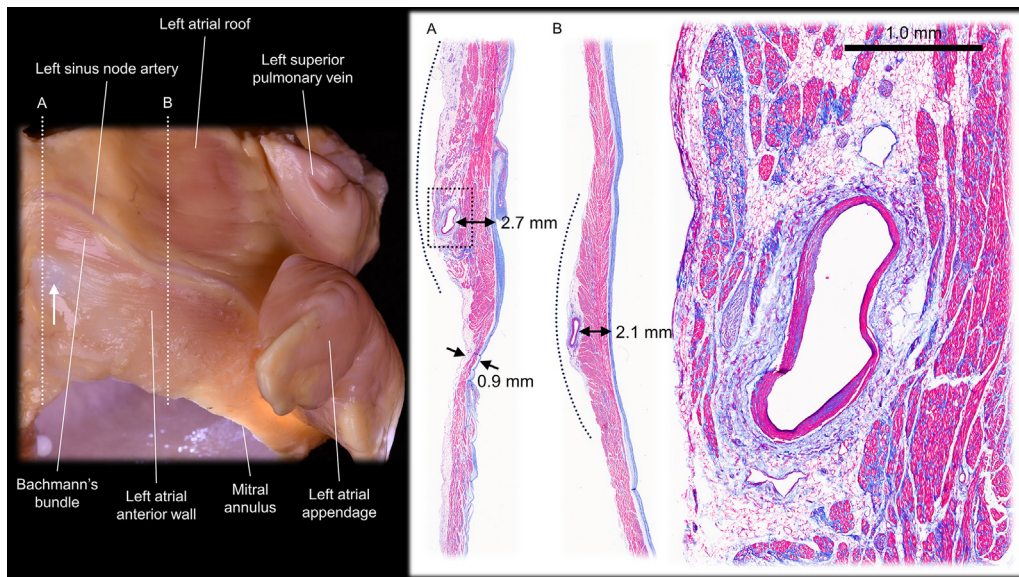 Left atrial roof
Left sinus node artery
Left superior
pulmonary vein
A
B
Bachmann's
bundle
Left atrial
anterior wall
Mitral
annulus
Left atrial
appendage
A
2.7 mm
0.9 mm
B
2.1 mm
1.0 mm